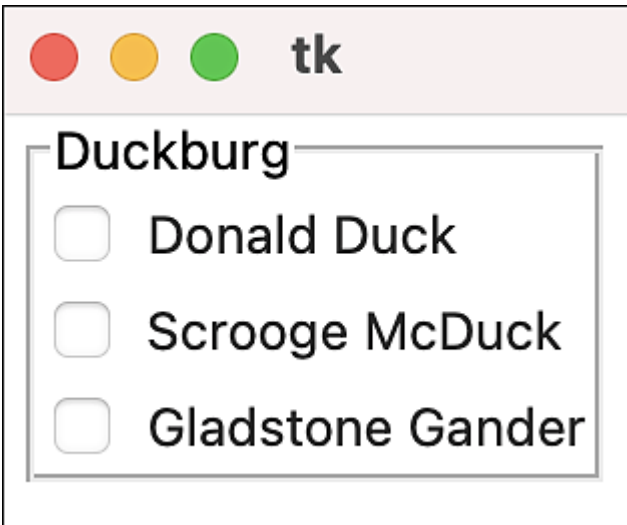 tk
Duckburg
Donald Duck
Scrooge McDuck
Gladstone Gander